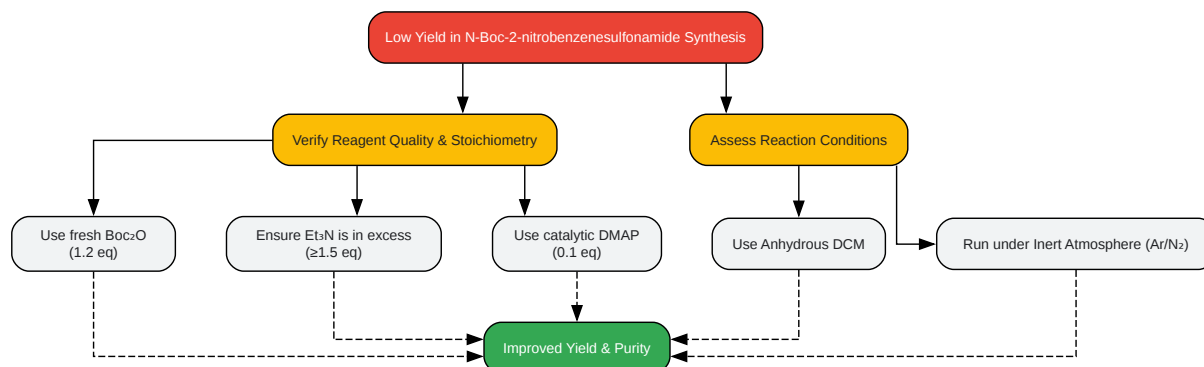 Low Yield in N-Boc-2-nitrobenzenesulfonamide Synthesis
Verify Reagent Quality & Stoichiometry
Assess Reaction Conditions
Use fresh Boc₂O
(1.2 eq)
Ensure Et₃N is in excess
(≥1.5 eq)
Use catalytic DMAP
(0.1 eq)
Use Anhydrous DCM
Run under Inert Atmosphere (Ar/N₂)
Improved Yield & Purity